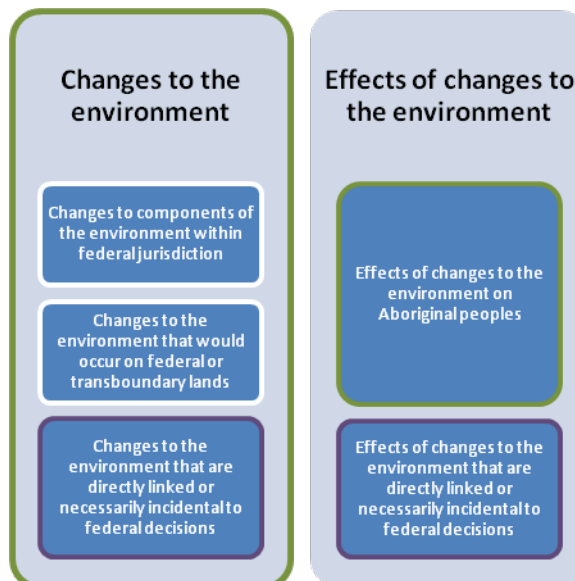 Changes to the
environment
Changes to components of
the environment within
federal jurisdiction
Changes to the
environment that would
occur on federal or
transboundary lands
Changes to the
environment that are
directly linked or
necessarily incidental to
federal decisions
Effects of changes to
the environment
Effects of changes to the
environment on
Aboriginal peoples
Effects of changes to the
environment that are
directly linked or
necessarily incidental to
federal decisions